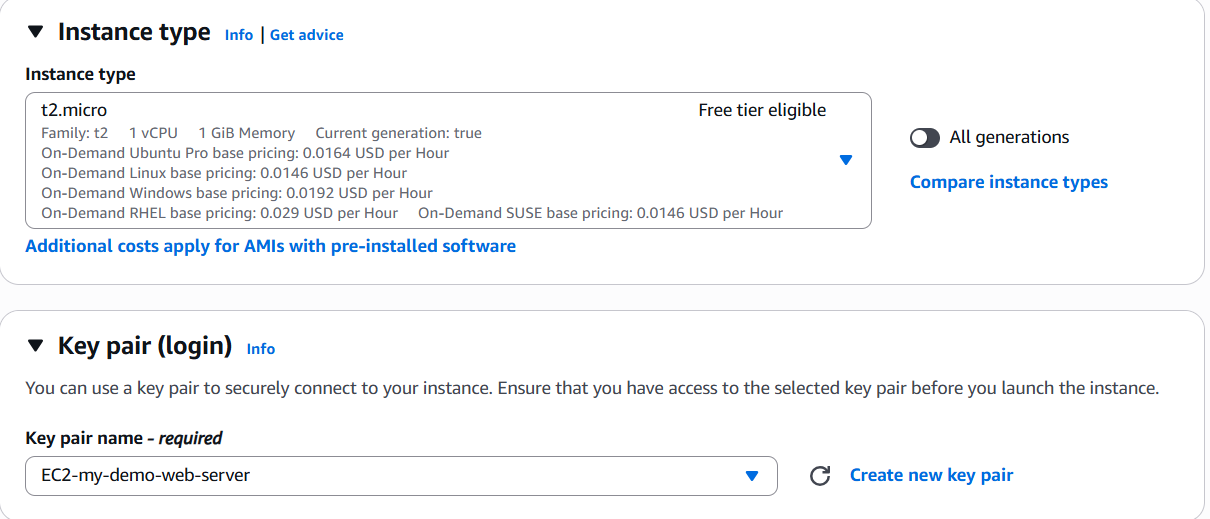 Instance type Info | Get advice
Instance type
t2.micro Free tier eligible
Family: t2 1 vCPU 1 GiB Memory Current generation: true
On-Demand Ubuntu Pro base pricing: 0.0164 USD per Hour
On-Demand Linux base pricing: 0.0146 USD per Hour
On-Demand Windows base pricing: 0.0192 USD per Hour
On-Demand RHEL base pricing: 0.029 USD per Hour On-Demand SUSE base pricing: 0.0146 USD per Hour
All generations
Compare instance types
Additional costs apply for AMIs with pre-installed software
Key pair (login) Info
You can use a key pair to securely connect to your instance. Ensure that you have access to the selected key pair before you launch the instance.
Key pair name - required
EC2-my-demo-web-server
Create new key pair